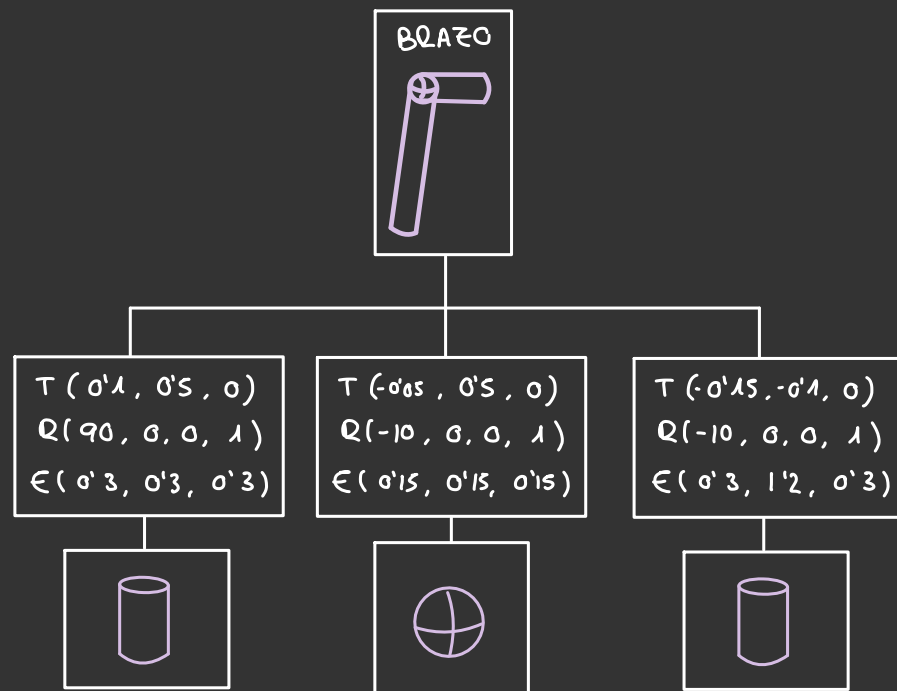 BRAZO
T (0'1, 0'5, 0)
R(90, 0, 0, 1)
E(0'3, 0'3, 0'3)
T (-0'05, 0'5, 0)
R(-10, 0, 0, 1)
E(0'15, 0'15, 0'15)
T (-0'15, -0'1, 0)
R(-10, 0, 0, 1)
E(0'3, 1'2, 0'3)